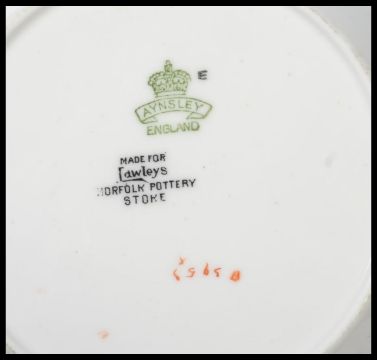 E
AYNSLEY
ENGLAND
MADE FOR
Lawleys
NORFOLK POTTERY
STOKE